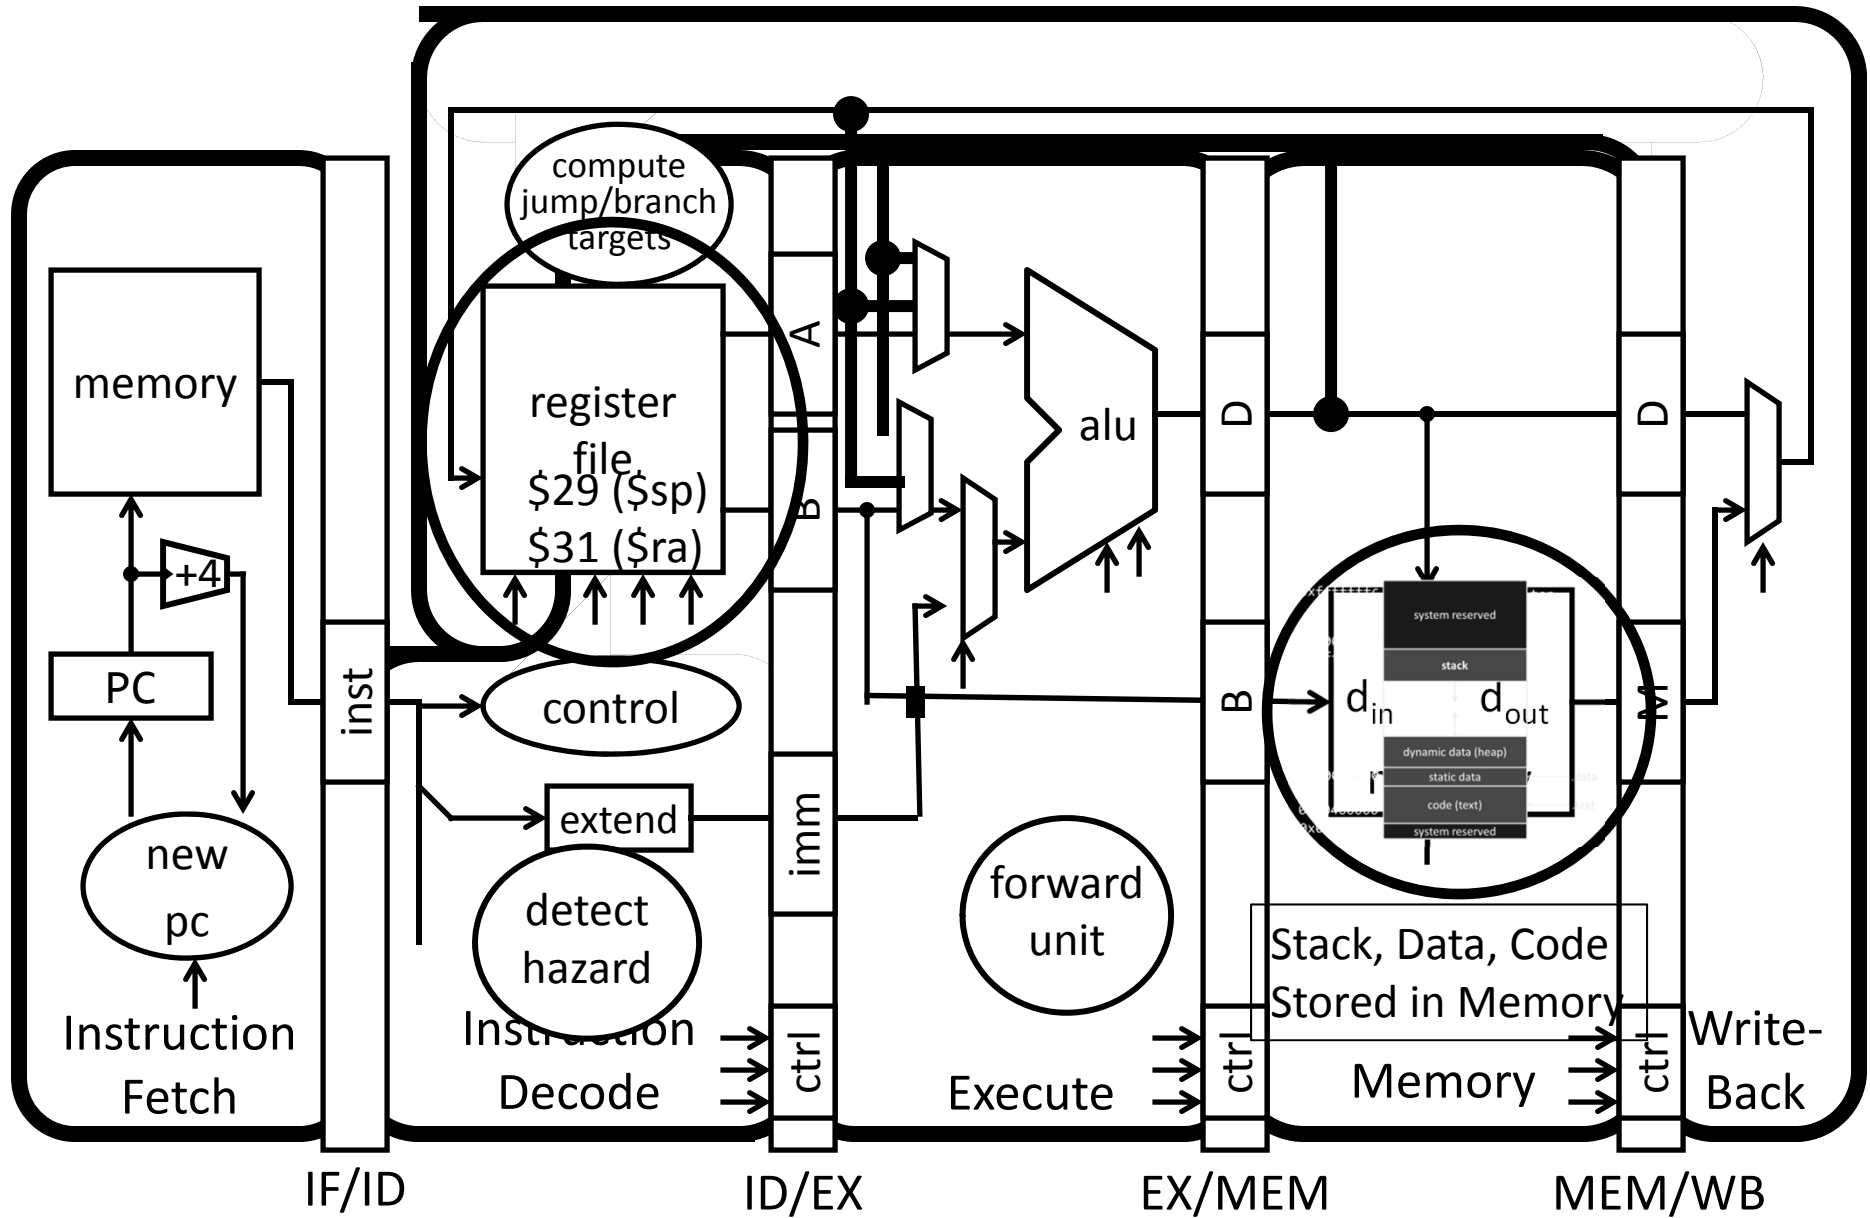 compute
jump/branch
targets
memory
+4
PC
new
pc
Instruction
Fetch
inst
register
file
$29 ($sp)
$31 ($ra)
control
extend
detect
hazard
Instruction
Decode
A
B
imm
ctrl
alu
forward
unit
Execute
D
B
ctrl
system reserved
stack
din
dout
dynamic data (heap)
static data
code (text)
system reserved
Stack, Data, Code
Stored in Memory
Memory
D
M
ctrl
Write-
Back
IF/ID
ID/EX
EX/MEM
MEM/WB